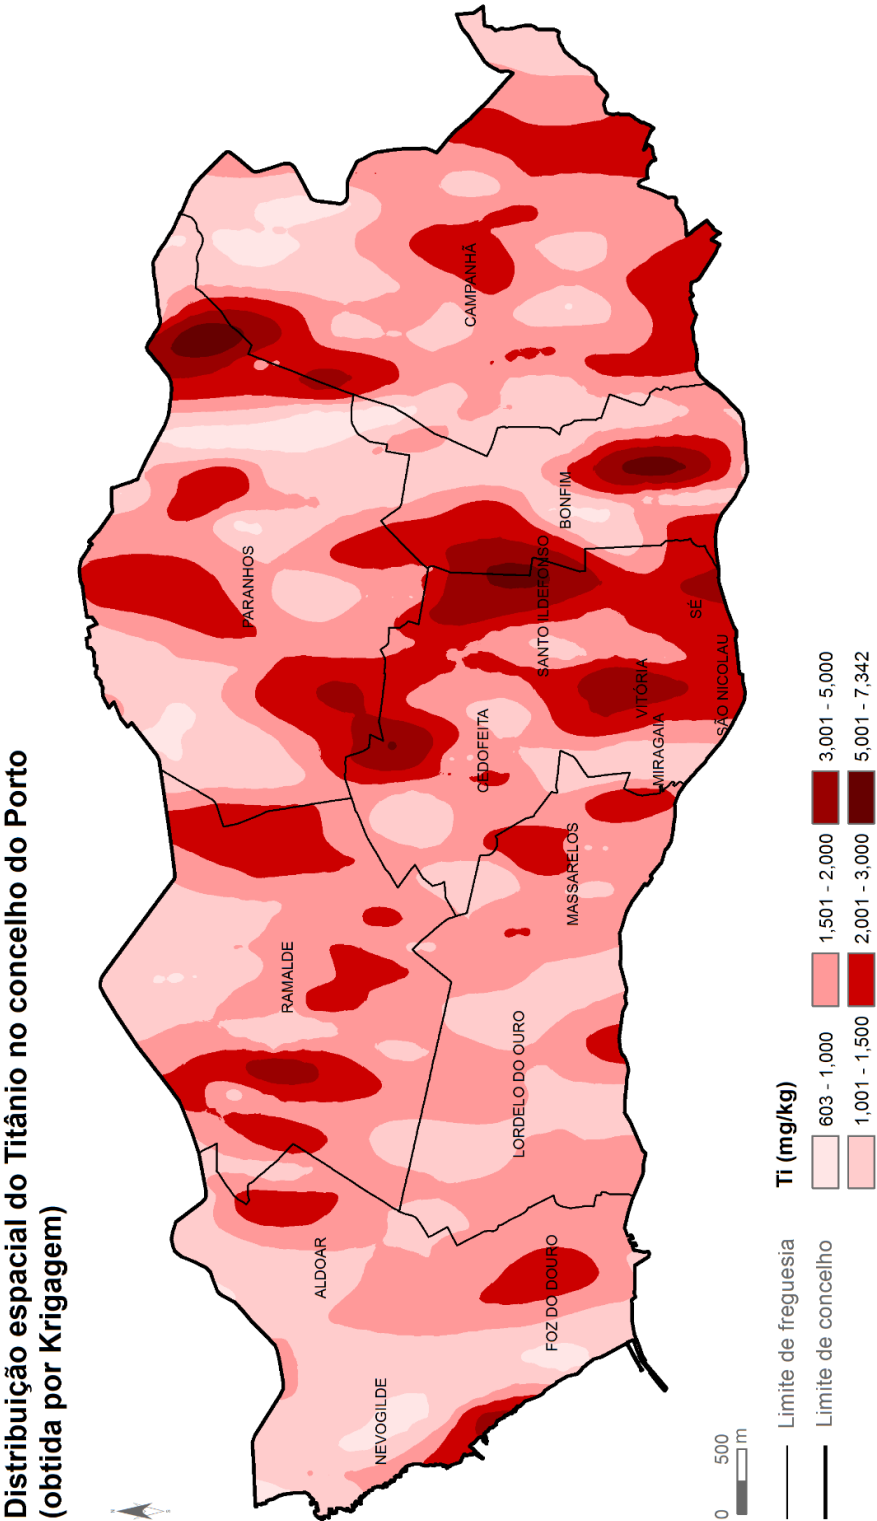 Distribuição espacial do Titânio no concelho do Porto
(obtida por Krigagem)
N
S
PARANHOS
RAMALDE
ALDOAR
NEVOGILDE
CAMPANHÃ
CEDOFEITA
BONFIM
SANTO ILDEFONSO
MASSARELOS
LORDELO DO OURO
FOZ DO DOURO
VITÓRIA
MIRAGAIA
SÉ
SÃO NICOLAU
0 500
m
Limite de freguesia
Limite de concelho
Ti (mg/kg)
603 - 1,000
1,501 - 2,000
3,001 - 5,000
1,001 - 1,500
2,001 - 3,000
5,001 - 7,342